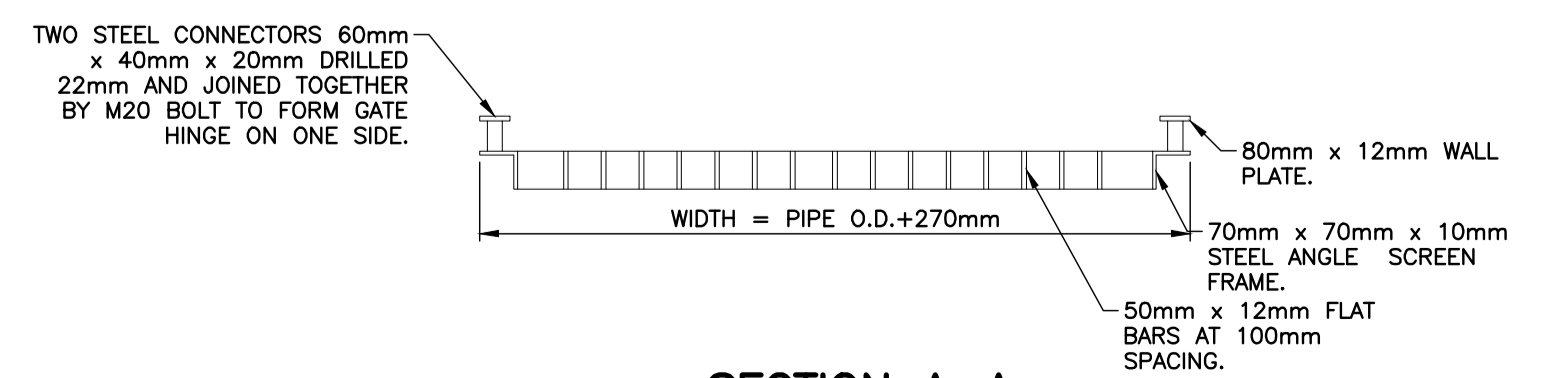 TWO STEEL CONNECTORS 60mm
x 40mm x 20mm DRILLED
22mm AND JOINED TOGETHER
BY M20 BOLT TO FORM GATE
HINGE ON ONE SIDE.
80mm x 12mm WALL
PLATE.
WIDTH = PIPE O.D.+270mm
70mm x 70mm x 10mm
STEEL ANGLE SCREEN
FRAME.
50mm x 12mm FLAT
BARS AT 100mm
SPACING.